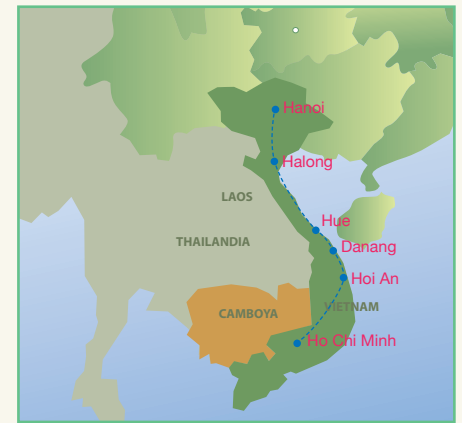 Hanoi
Halong
LAOS
Hue
THAILANDIA
Danang
Hoi An
VIETNAM
CAMBOYA
Ho Chi Minh